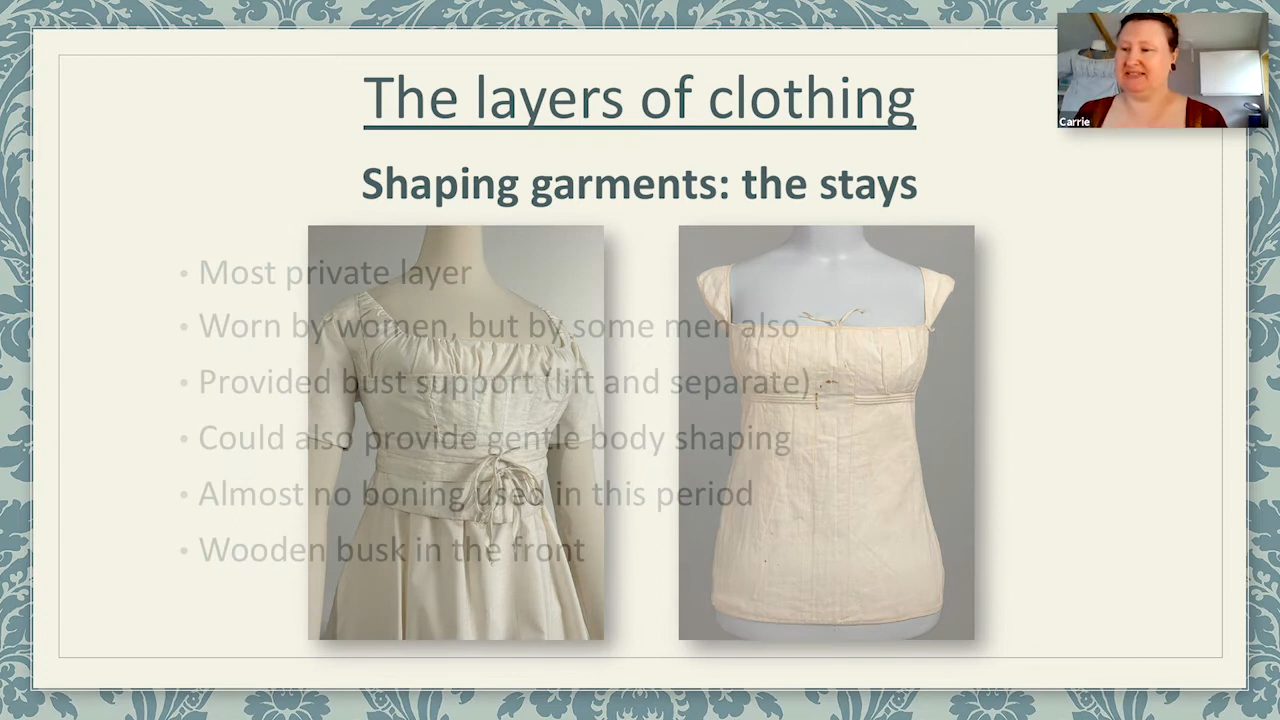 The layers of clothing
Carrie
Shaping garments: the stays
• Most private layer
• Worn by women, but by some men also
• Provided bust support (lift and separate)
• Could also provide gentle body shaping
• Almost no boning used in this period
• Wooden busk in the front